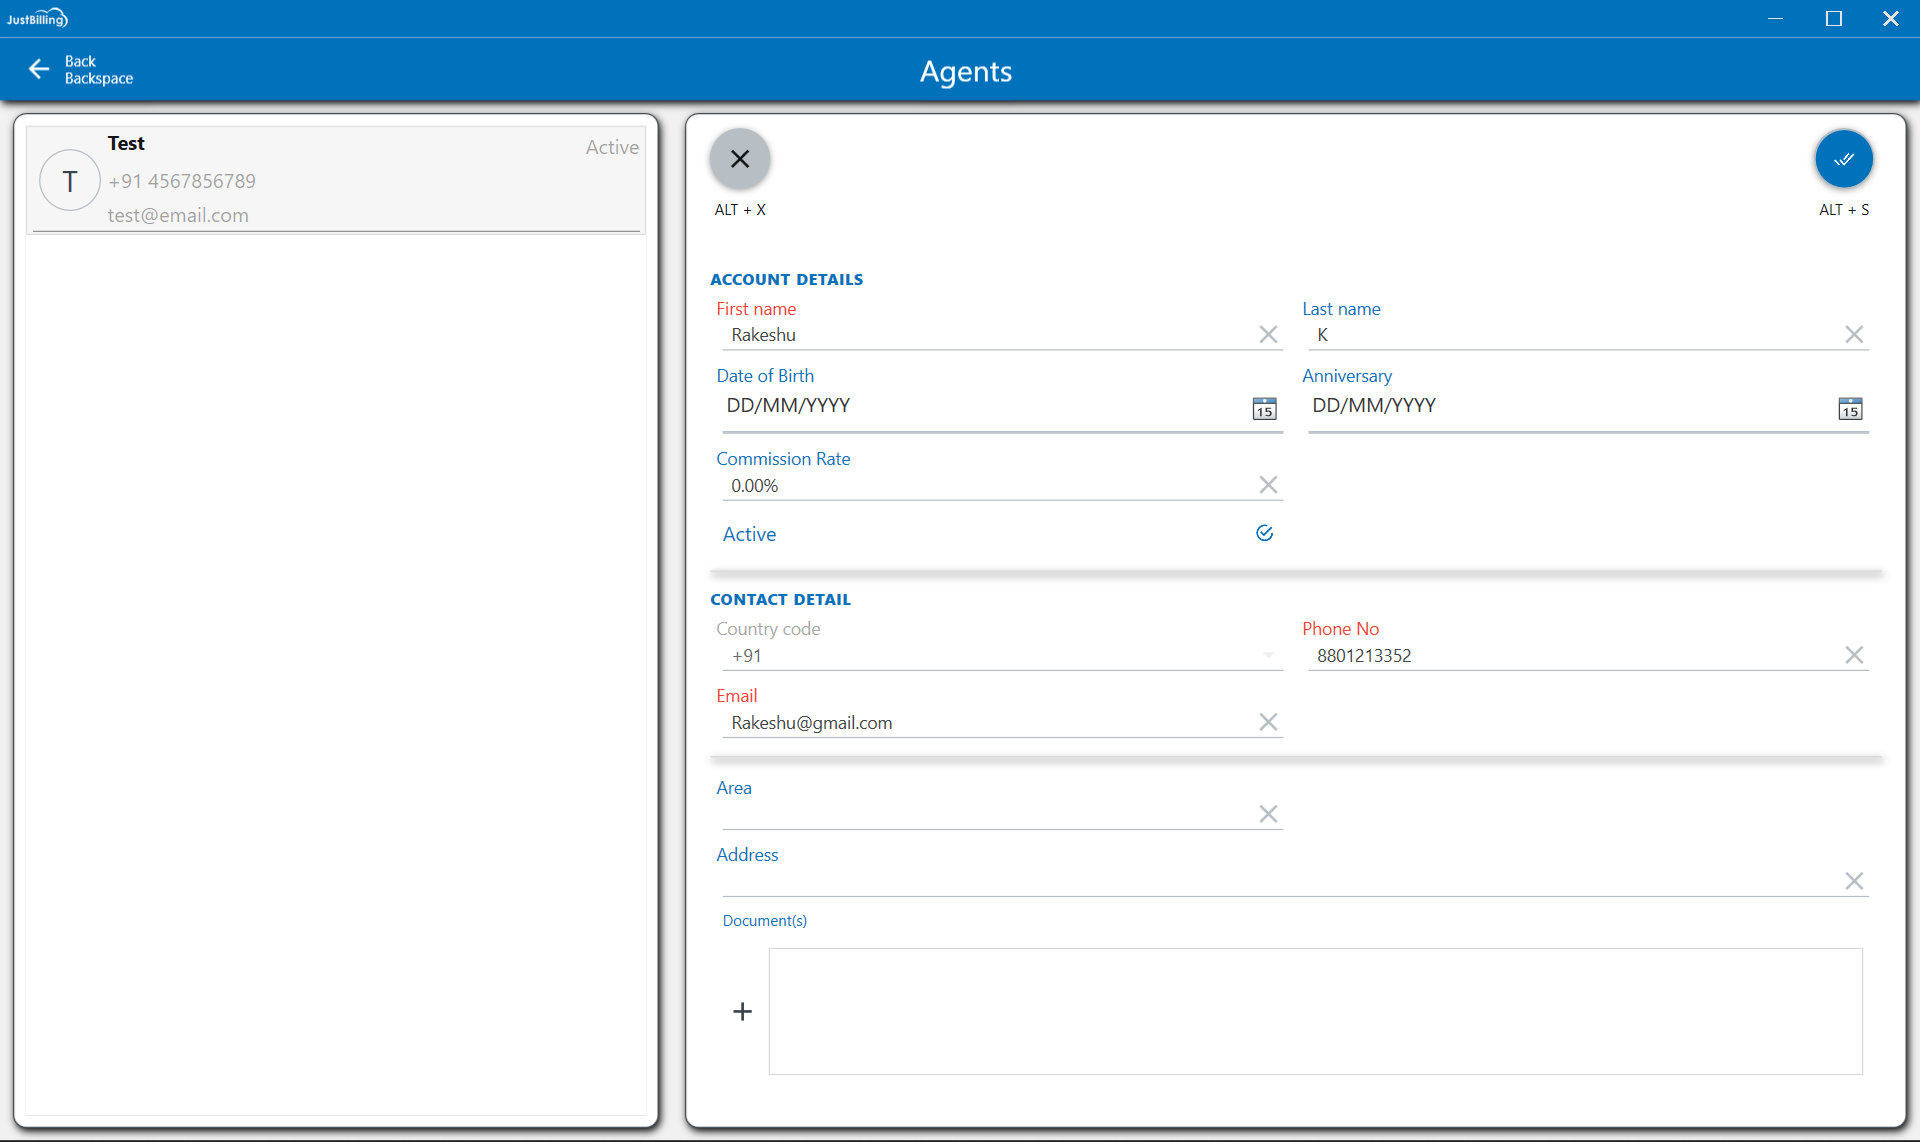 JustBilling
Back
Backspace
Agents
Test
Active
T
+91 4567856789
test@email.com
ALT + X
ALT + S
ACCOUNT DETAILS
First name
Last name
Rakeshu
K
Date of Birth
Anniversary
DD/MM/YYYY
15
DD/MM/YYYY
15
Commission Rate
0.00%
Active
CONTACT DETAIL
Country code
Phone No
+91
8801213352
Email
Rakeshu@gmail.com
Area
Address
Document(s)